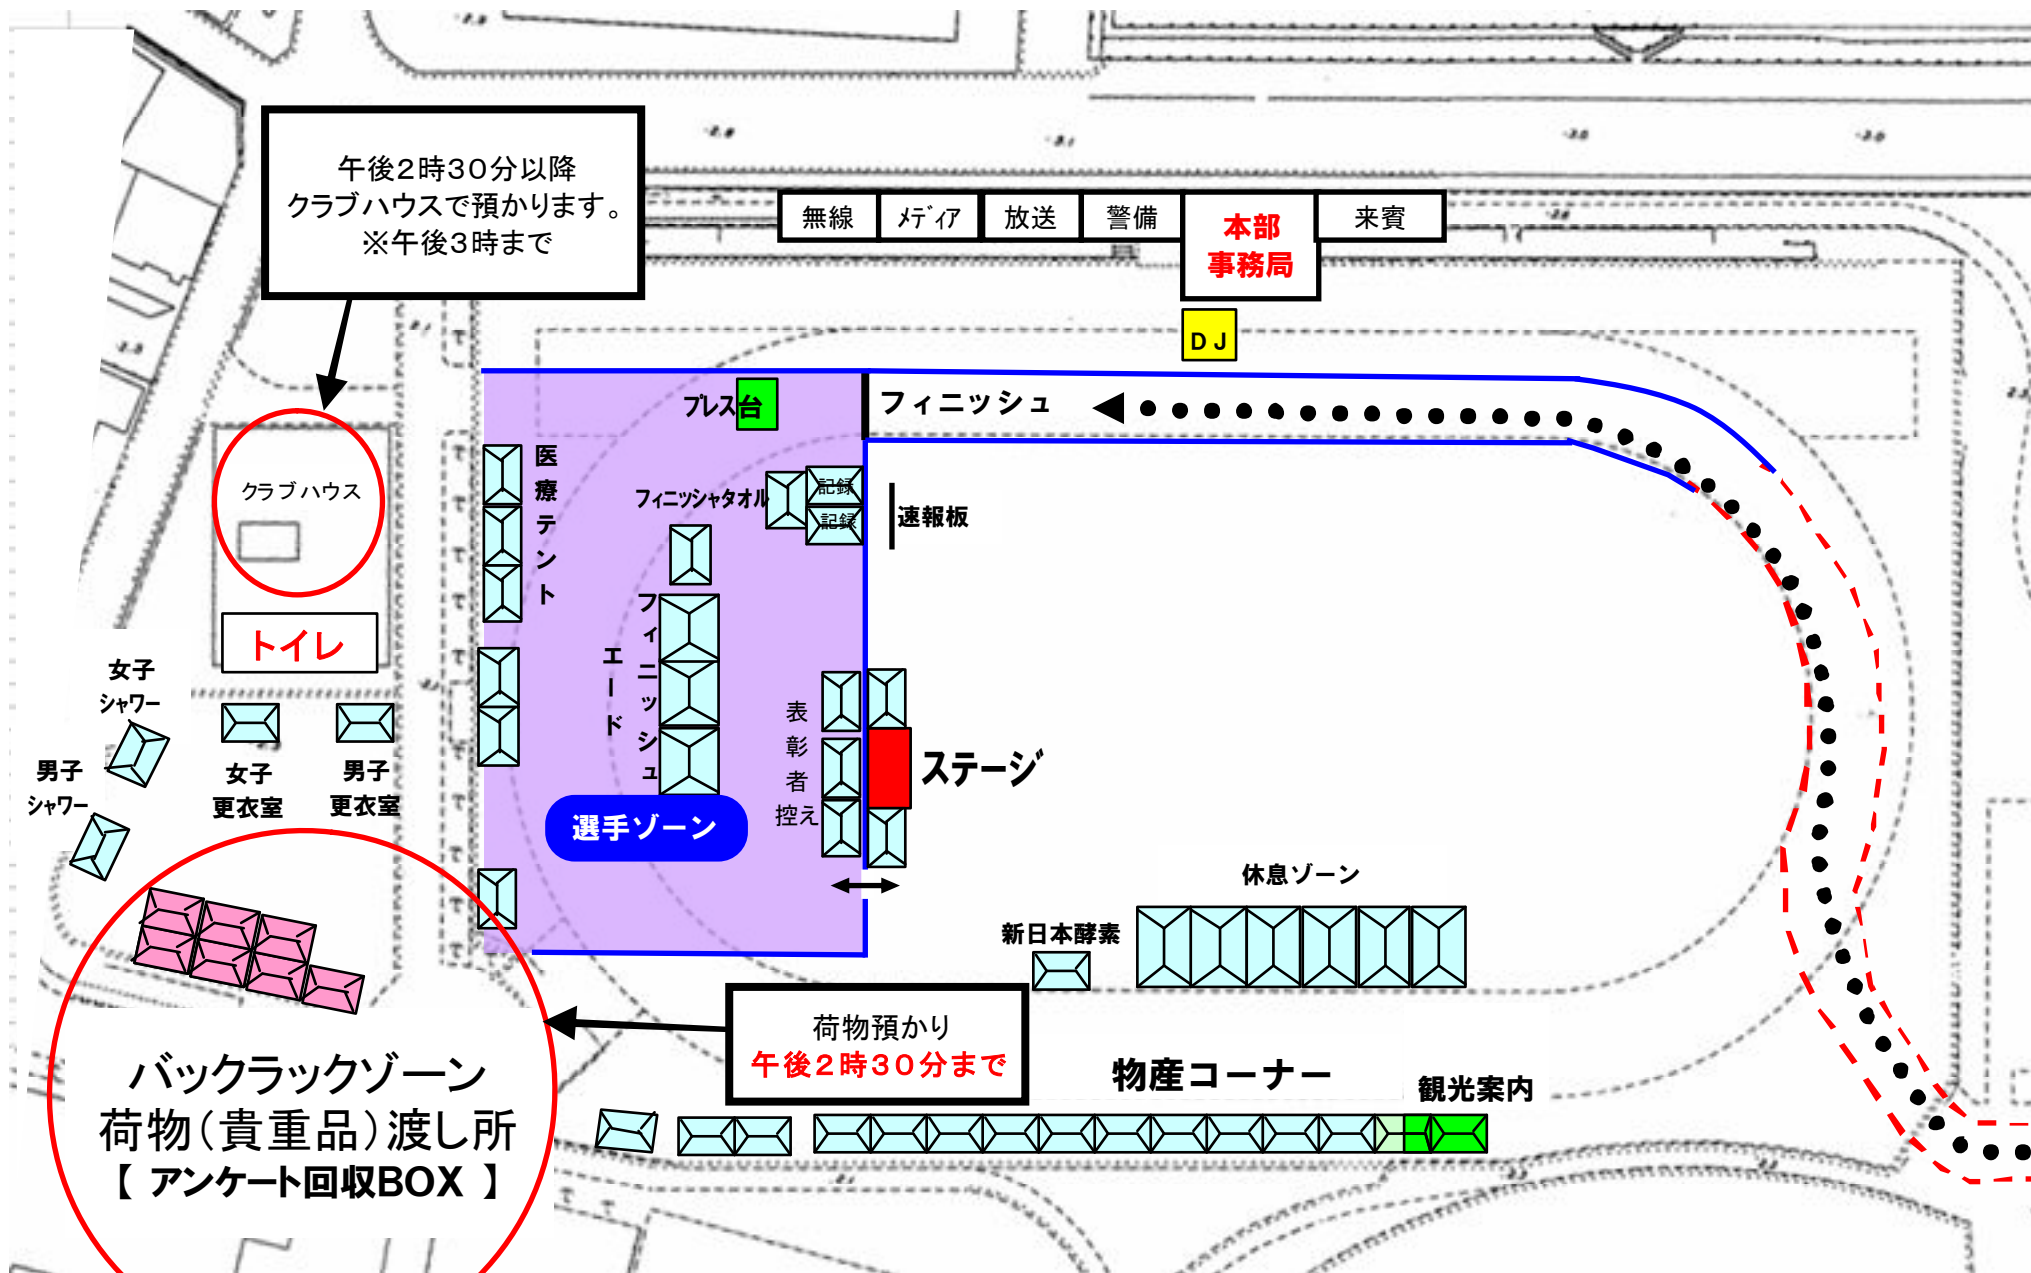 午後2時30分以降
クラブハウスで預かります。
※午後3時まで
無線
メディア
放送
警備
本部
事務局
来賓
DJ
プレス台
フィニッシュ
クラブハウス
医療テント
フィニッシャタオル
記録
記録
速報板
トイレ
フィニッシュ
エード
女子
シャワー
男子
シャワー
女子
更衣室
男子
更衣室
表彰者
控え
ステージ
選手ゾーン
休息ゾーン
新日本酵素
荷物預かり
午後2時30分まで
物産コーナー
観光案内
バックラックゾーン
荷物(貴重品)渡し所
【 アンケート回収BOX 】
-2.9
-3.1
-3.0
-3.0